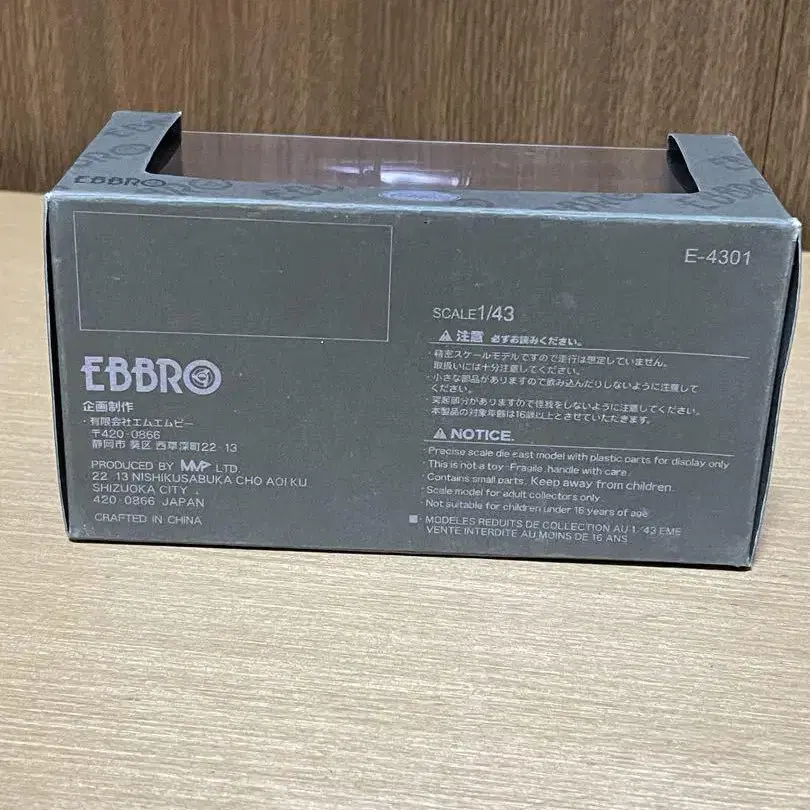 EBBRO
EBBRO
E-4301
SCALE1/43
注意 必ずお読みください。
・精密スケールモデルですので走行は想定していません。
取扱いには十分注意してください。
・小さな部品がありますので飲み込んだりしないように注意して
ください。
・突起部分がありますので怪我をしないように注意してください。
・本製品の対象年齢は16歳以上とさせていただきます。
NOTICE.
・Precise scale die cast model with plastic parts for display only
・This is not a toy. Fragile, handle with care.
・Contains small parts. Keep away from children.
・Scale model for adult collectors only.
・Not suitable for children under 16 years of age.
・MODELES REDUITS DE COLLECTION AU 1/43 EME
VENTE INTERDITE AU MOINS DE 16 ANS
EBBRO
企画制作
・有限会社エムエムピー
〒420-0866
静岡市 葵区 西草深町22-13
PRODUCED BY MMP LTD.
22-13 NISHIKUSABUKA CHO AOI KU
SHIZUOKA CITY
420-0866 JAPAN
CRAFTED IN CHINA